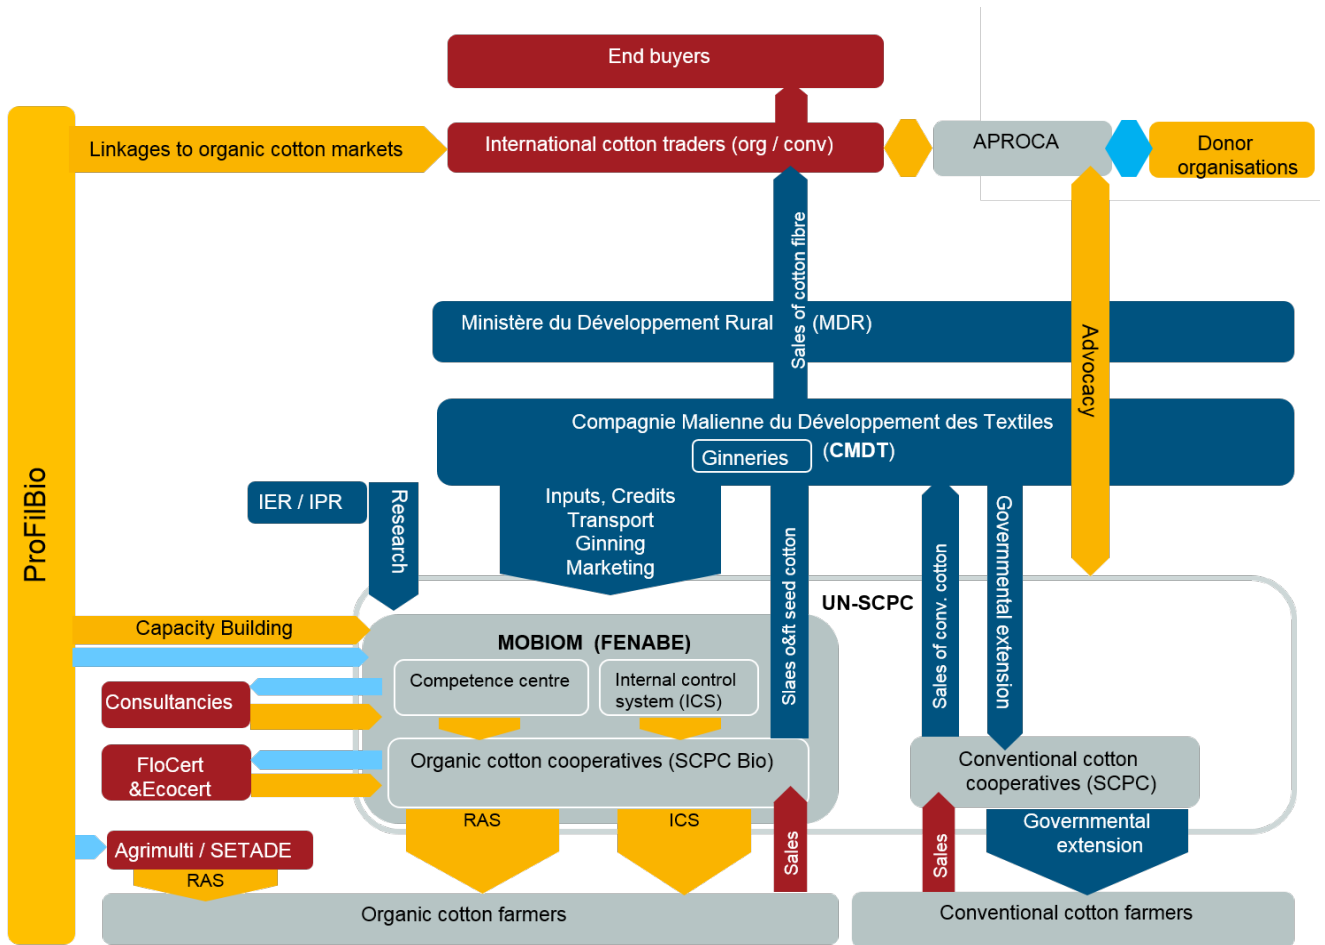 End buyers
Linkages to organic cotton markets
International cotton traders (org / conv)
APROCA
Donor
organisations
Sales of cotton fibre
Ministère du Développement Rural (MDR)
Advocacy
Compagnie Malienne du Développement des Textiles
Ginneries
(CMDT)
ProFilBio
IER / IPR
Research
Inputs, Credits
Transport
Ginning
Marketing
Slaes o&ft seed cotton
Sales of conv. cotton
Governmental extension
UN-SCPC
Capacity Building
MOBIOM (FENABE)
Competence centre
Internal control
system (ICS)
Consultancies
Organic cotton cooperatives (SCPC Bio)
Conventional cotton
cooperatives (SCPC)
FloCert
&Ecocert
RAS
ICS
Sales
Sales
Governmental
extension
Agrimulti / SETADE
RAS
Organic cotton farmers
Conventional cotton farmers